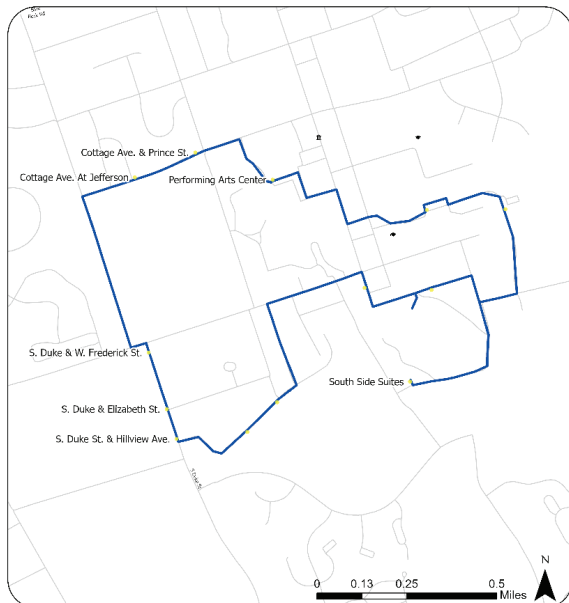 Cottage Ave. & Prince St.
Cottage Ave. At Jefferson
Performing Arts Center
S. Duke & W. Frederick St.
South Side Suites
S. Duke & Elizabeth St.
S. Duke St. & Hillview Ave.
N
0 0.13 0.25 0.5
Miles